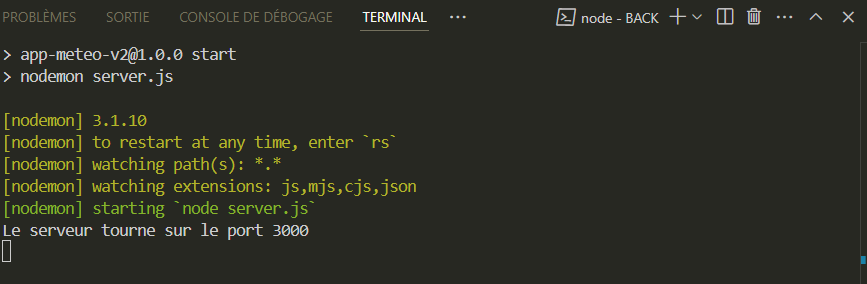 PROBLÈMES SORTIE CONSOLE DE DÉBOGAGE TERMINAL ··· node - BACK
> app-meteo-v2@1.0.0 start
> nodemon server.js
[nodemon] 3.1.10
[nodemon] to restart at any time, enter `rs`
[nodemon] watching path(s): *.*
[nodemon] watching extensions: js,mjs,cjs,json
[nodemon] starting `node server.js`
Le serveur tourne sur le port 3000